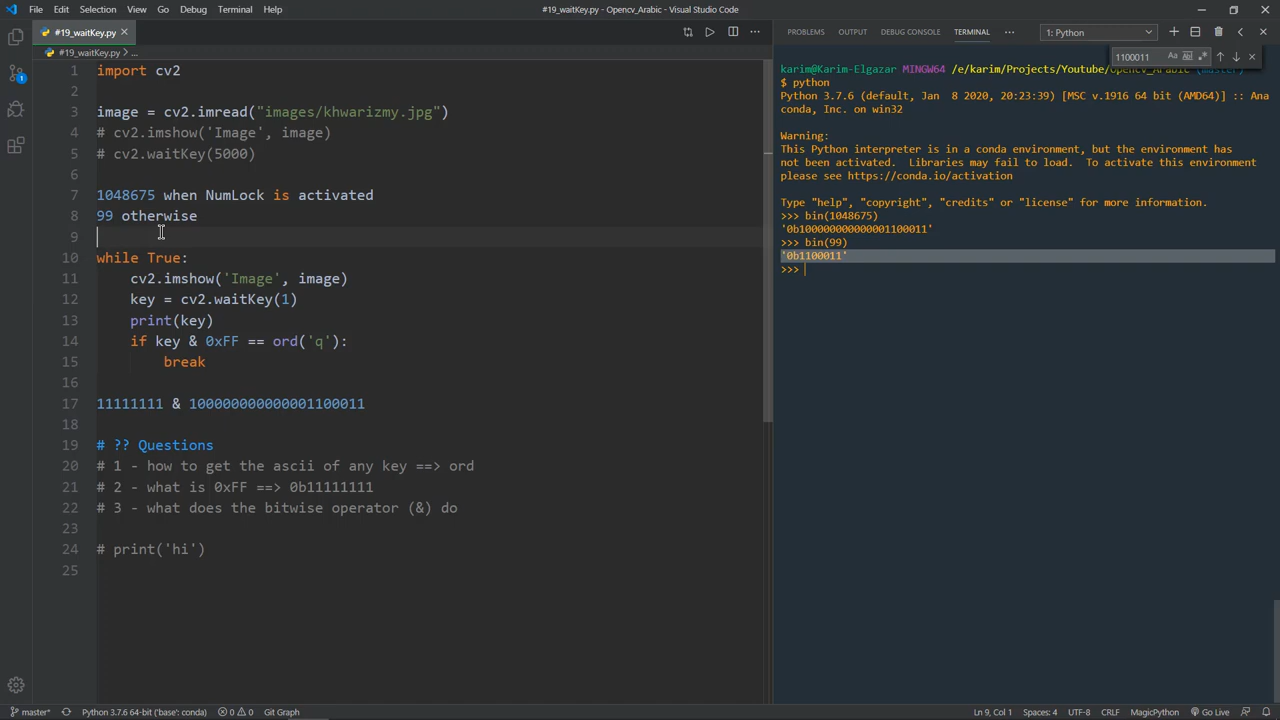 File Edit Selection View Go Debug Terminal Help
#19_waitKey.py - Opencv_Arabic - Visual Studio Code
#19_waitKey.py
#19_waitKey.py > ...
1 import cv2
2
3 image = cv2.imread("images/khwarizmy.jpg")
4 # cv2.imshow('Image', image)
5 # cv2.waitKey(5000)
6
7 1048675 when NumLock is activated
8 99 otherwise
9
10 while True:
11 cv2.imshow('Image', image)
12 key = cv2.waitKey(1)
13 print(key)
14 if key & 0xFF == ord('q'):
15 break
16
17 11111111 & 100000000000001100011
18
19 # ?? Questions
20 # 1 - how to get the ascii of any key ==> ord
21 # 2 - what is 0xFF ==> 0b11111111
22 # 3 - what does the bitwise operator (&) do
23
24 # print('hi')
25
PROBLEMS OUTPUT DEBUG CONSOLE TERMINAL ... 1: Python
1100011
karim@Karim-Elgazar MINGW64 /e/karim/Projects/Youtube/Opencv_Arabic (master)
$ python
Python 3.7.6 (default, Jan 8 2020, 20:23:39) [MSC v.1916 64 bit (AMD64)] :: Ana
conda, Inc. on win32
Warning:
This Python interpreter is in a conda environment, but the environment has
not been activated. Libraries may fail to load. To activate this environment
please see https://conda.io/activation
Type "help", "copyright", "credits" or "license" for more information.
>>> bin(1048675)
'0b100000000000001100011'
>>> bin(99)
'0b1100011'
>>>
master* Python 3.7.6 64-bit ('base': conda) 0 0 Git Graph
Ln 9, Col 1 Spaces: 4 UTF-8 CRLF MagicPython Go Live